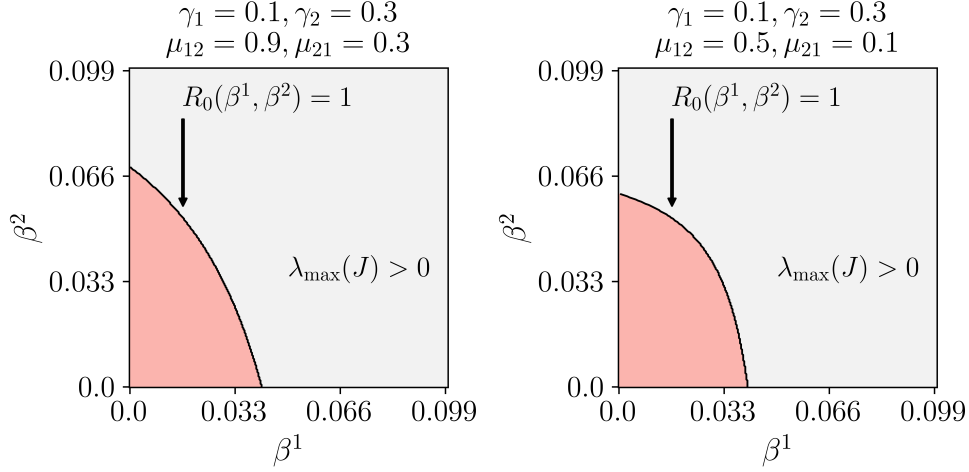 γ₁ = 0.1, γ₂ = 0.3
μ₁₂ = 0.9, μ₂₁ = 0.3
0.099
R₀(β¹, β²) = 1
0.066
β²
λₘₐₓ(J) > 0
0.033
0.0
0.0 0.033 0.066 0.099
β¹
γ₁ = 0.1, γ₂ = 0.3
μ₁₂ = 0.5, μ₂₁ = 0.1
0.099
R₀(β¹, β²) = 1
0.066
β²
λₘₐₓ(J) > 0
0.033
0.0
0.0 0.033 0.066 0.099
β¹